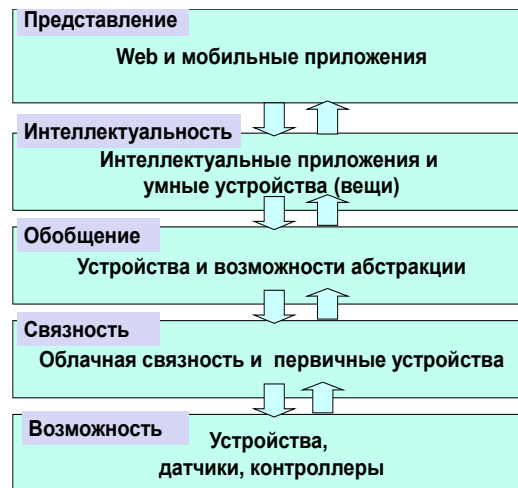 Представление
Web и мобильные приложения
Интеллектуальность
Интеллектуальные приложения и
умные устройства (вещи)
Обобщение
Устройства и возможности абстракции
Связность
Облачная связность и первичные устройства
Возможность
Устройства,
датчики, контроллеры